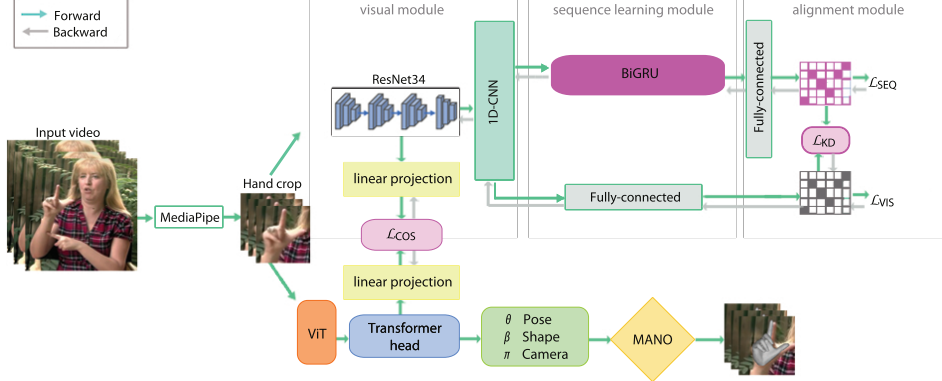 Forward
Backward
visual module
sequence learning module
alignment module
ResNet34
1D-CNN
BiGRU
Fully-connected
ℒSEQ
ℒKD
Input video
Hand crop
linear projection
Fully-connected
ℒVIS
MediaPipe
ℒCOS
linear projection
ViT
Transformer
head
θ Pose
β Shape
π Camera
MANO